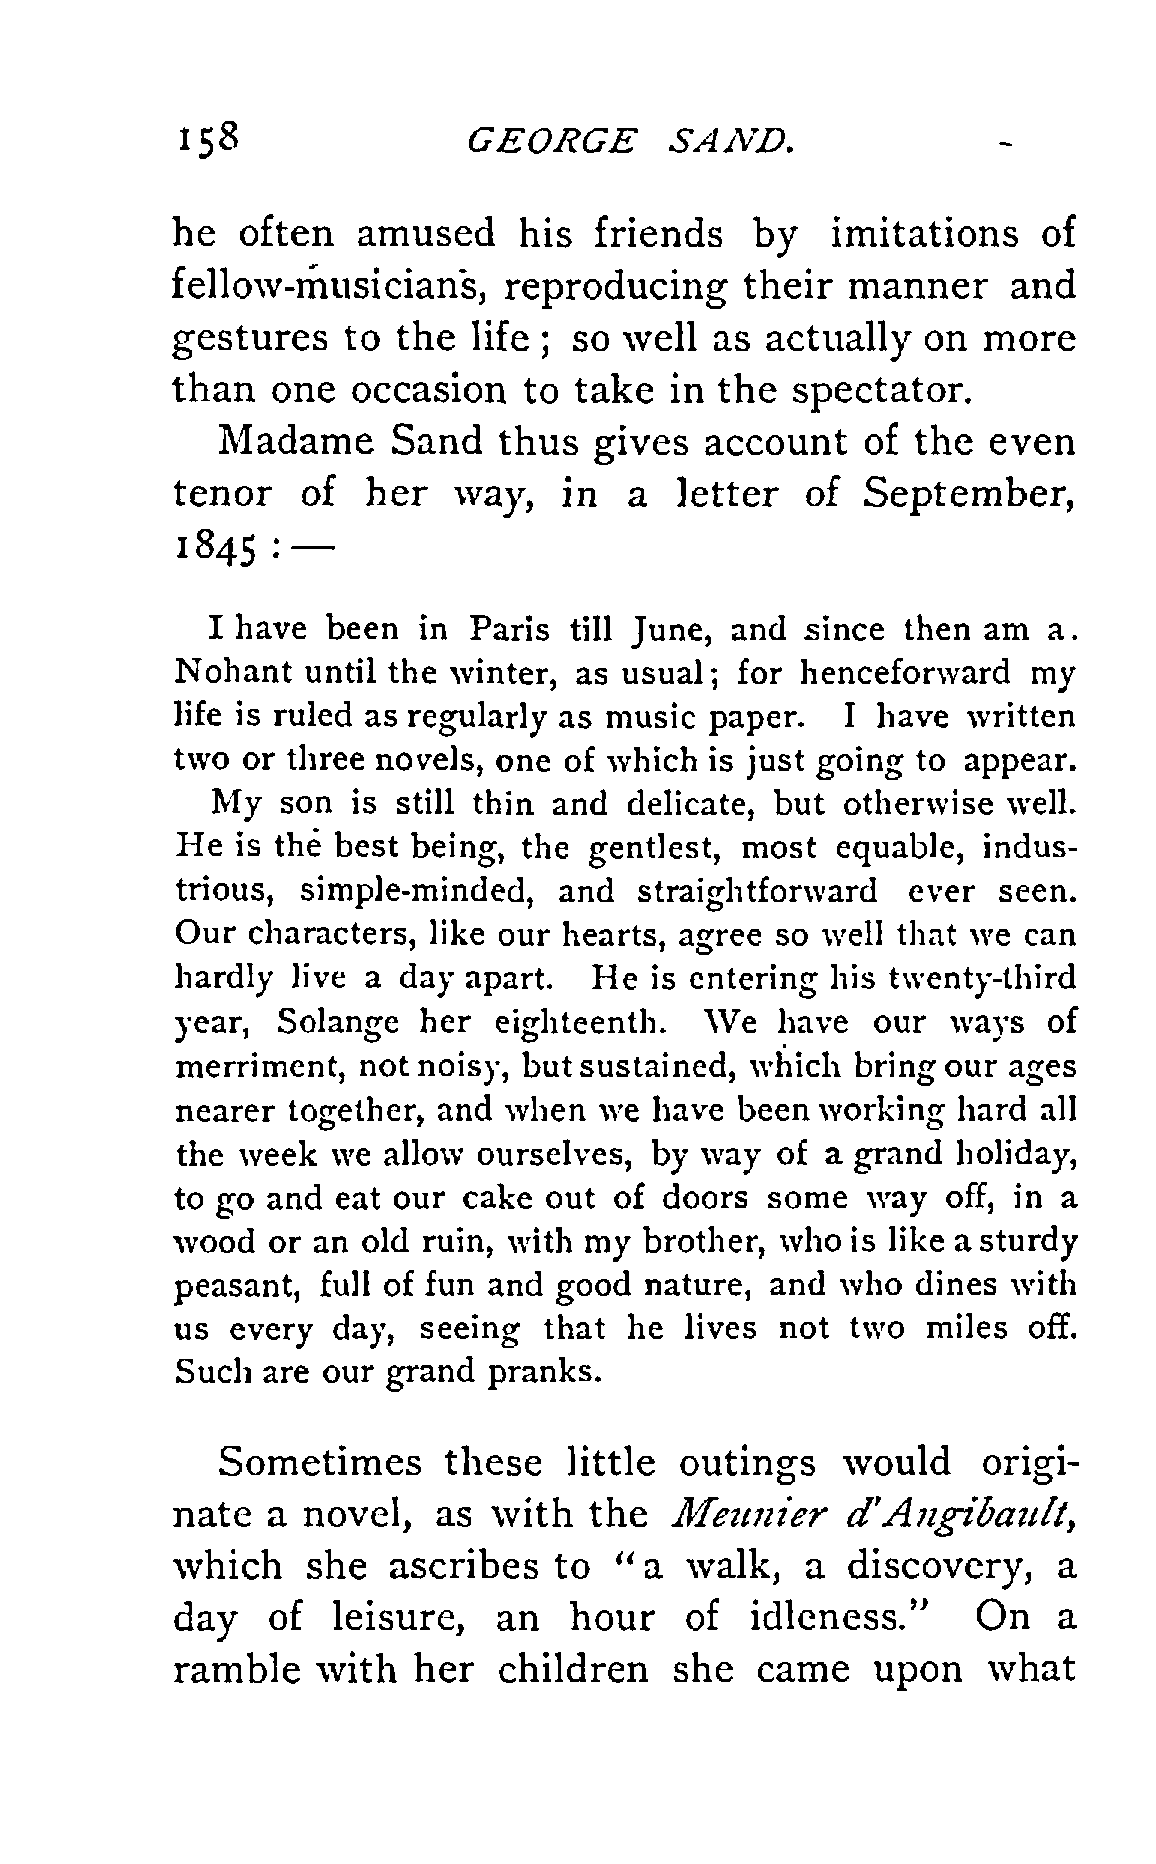 158 GEORGE SAND.
he often amused his friends by imitations of
fellow-musicians, reproducing their manner and
gestures to the life ; so well as actually on more
than one occasion to take in the spectator.
Madame Sand thus gives account of the even
tenor of her way, in a letter of September,
1845 :—
I have been in Paris till June, and since then am a.
Nohant until the winter, as usual; for henceforward my
life is ruled as regularly as music paper. I have written
two or three novels, one of which is just going to appear.
My son is still thin and delicate, but otherwise well.
He is the best being, the gentlest, most equable, indus-
trious, simple-minded, and straightforward ever seen.
Our characters, like our hearts, agree so well that we can
hardly live a day apart. He is entering his twenty-third
year, Solange her eighteenth. We have our ways of
merriment, not noisy, but sustained, which bring our ages
nearer together, and when we have been working hard all
the week we allow ourselves, by way of a grand holiday,
to go and eat our cake out of doors some way off, in a
wood or an old ruin, with my brother, who is like a sturdy
peasant, full of fun and good nature, and who dines with
us every day, seeing that he lives not two miles off.
Such are our grand pranks.
Sometimes these little outings would origi-
nate a novel, as with the Meunier d'Angibault,
which she ascribes to "a walk, a discovery, a
day of leisure, an hour of idleness." On a
ramble with her children she came upon what